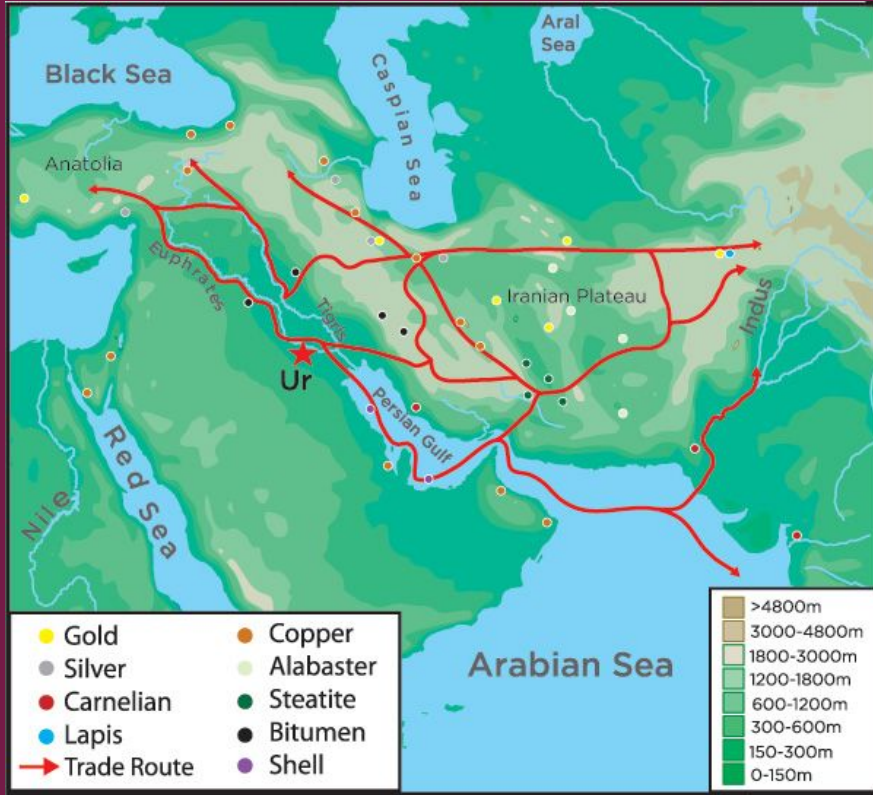 Black Sea
Aral
Sea
Caspian Sea
Anatolia
Euphrates
Tigris
Iranian Plateau
Indus
Ur
Persian Gulf
Red Sea
Nile
Arabian Sea
Gold
Silver
Carnelian
Lapis
Trade Route
Copper
Alabaster
Steatite
Bitumen
Shell
>4800m
3000-4800m
1800-3000m
1200-1800m
600-1200m
300-600m
150-300m
0-150m